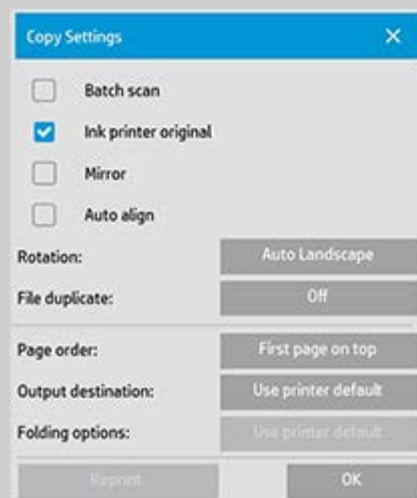 Copy Settings
Batch scan
Ink printer original
Mirror
Auto align
Rotation: Auto Landscape
File duplicate: Off
Page order: First page on top
Output destination: Use printer default
Folding options: Use printer default
Reprint OK